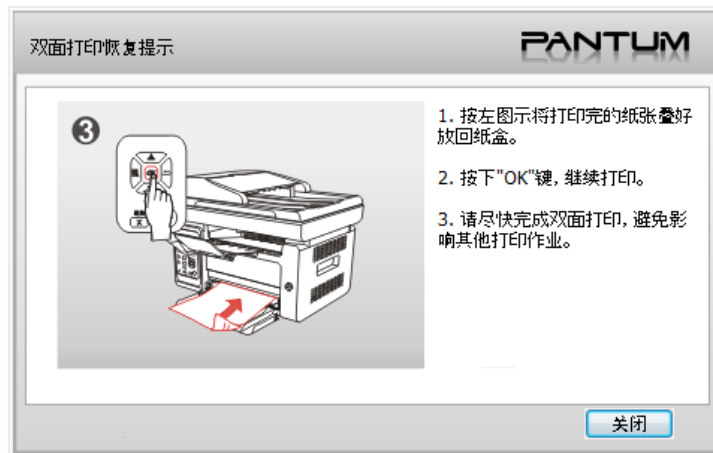 双面打印恢复提示
PANTUM
3
1. 按左图示将打印完的纸张叠好
放回纸盒。
2. 按下"OK"键, 继续打印。
3. 请尽快完成双面打印, 避免影
响其他打印作业。
关闭